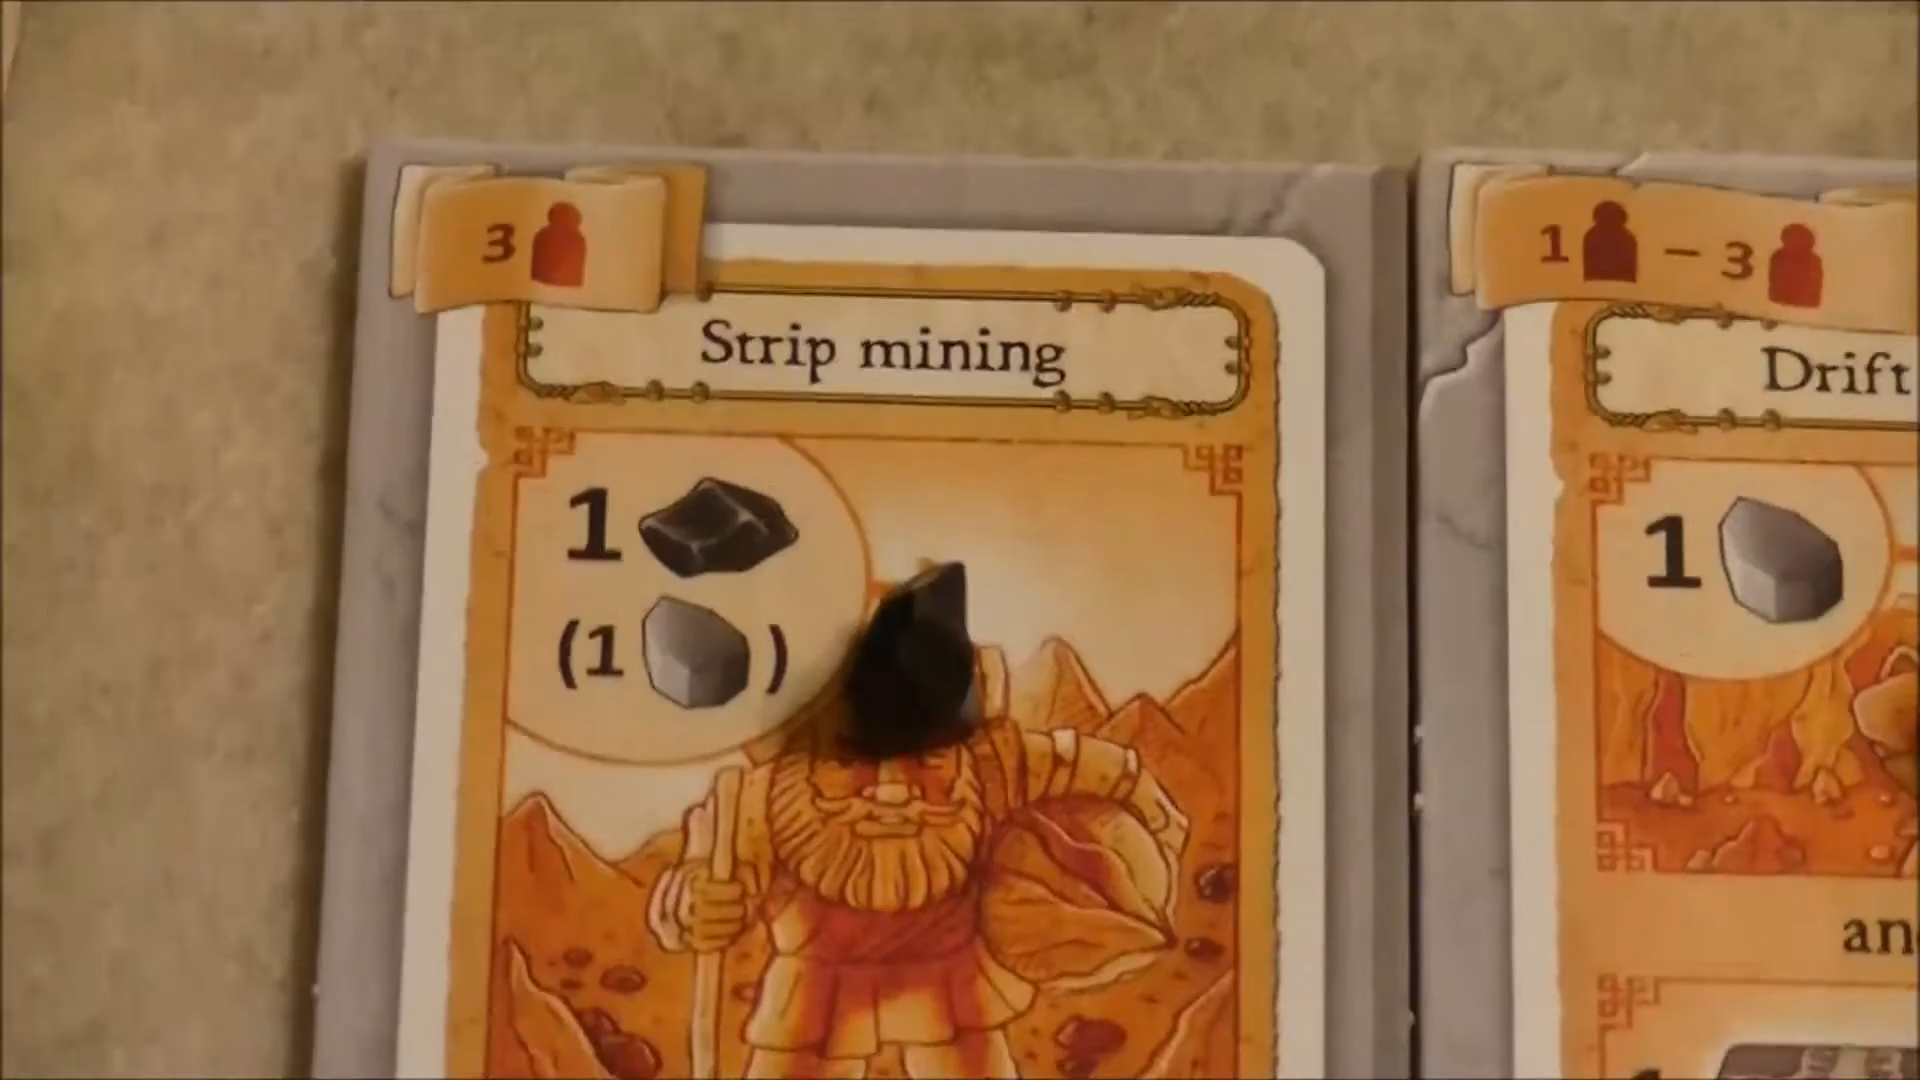 3
Strip mining
1
(1 )
1 – 3
Drift
1
an